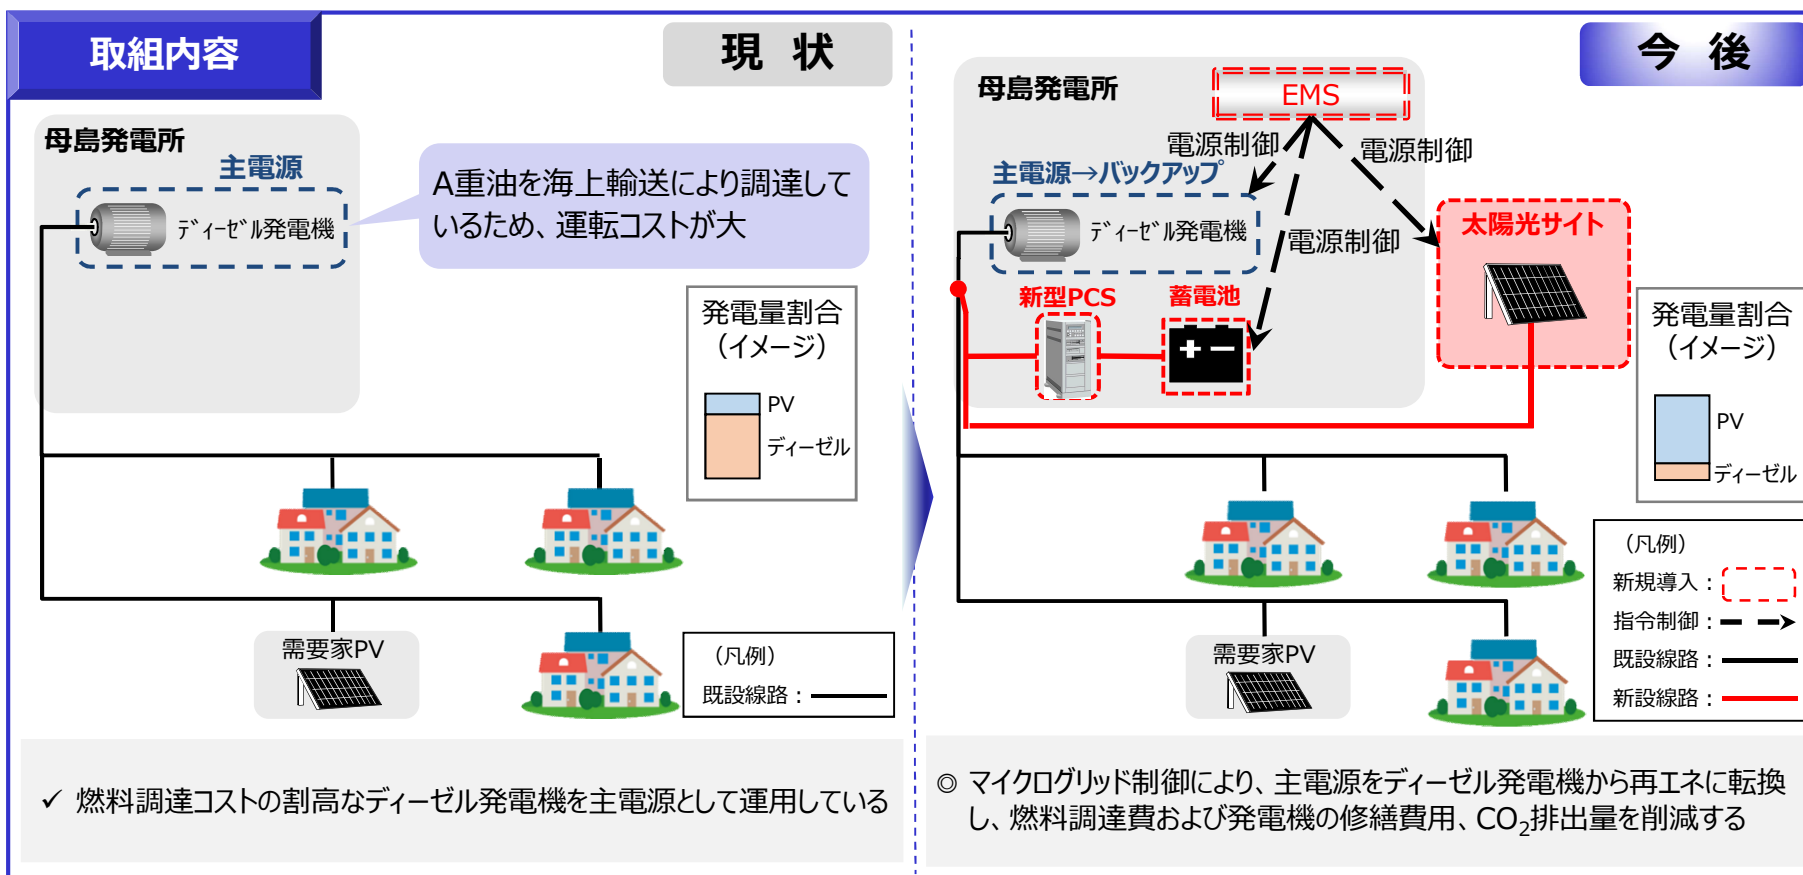 取組内容
現 状
母島発電所
主電源
ディーゼル発電機
A重油を海上輸送により調達して
いるため、運転コストが大
発電量割合
（イメージ）
PV
ディーゼル
需要家PV
（凡例）
既設線路：
✓ 燃料調達コストの割高なディーゼル発電機を主電源として運用している
今 後
母島発電所
EMS
電源制御
電源制御
主電源→バックアップ
ディーゼル発電機
電源制御
太陽光サイト
新型PCS
蓄電池
発電量割合
（イメージ）
PV
ディーゼル
需要家PV
（凡例）
新規導入：
指令制御：
既設線路：
新設線路：
◎ マイクログリッド制御により、主電源をディーゼル発電機から再エネに転換
し、燃料調達費および発電機の修繕費用、CO₂排出量を削減する